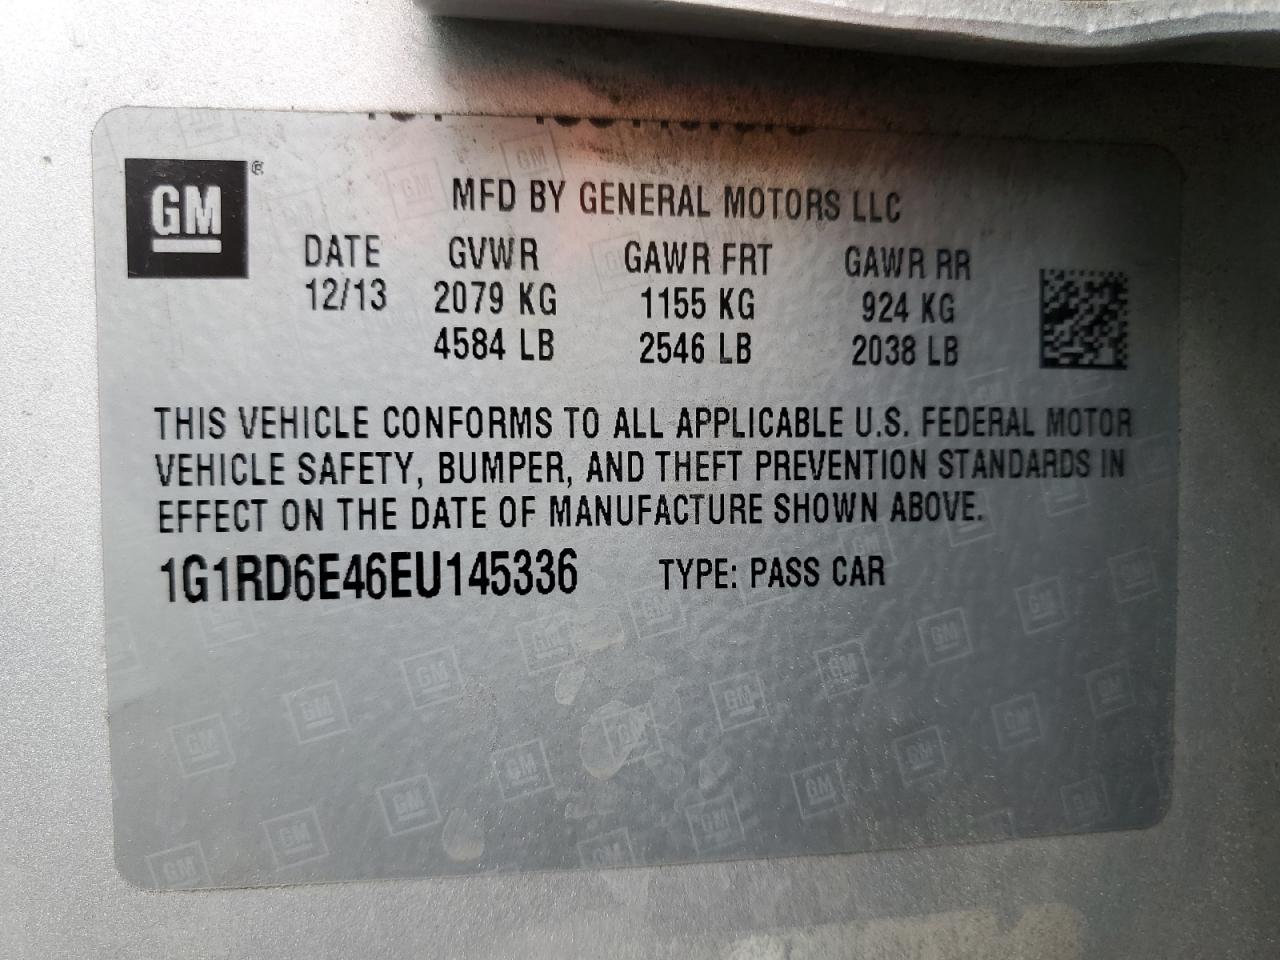 GM®
MFD BY GENERAL MOTORS LLC
DATE GVWR GAWR FRT GAWR RR
12/13 2079 KG 1155 KG 924 KG
4584 LB 2546 LB 2038 LB
THIS VEHICLE CONFORMS TO ALL APPLICABLE U.S. FEDERAL MOTOR
VEHICLE SAFETY, BUMPER, AND THEFT PREVENTION STANDARDS IN
EFFECT ON THE DATE OF MANUFACTURE SHOWN ABOVE.
1G1RD6E46EU145336 TYPE: PASS CAR